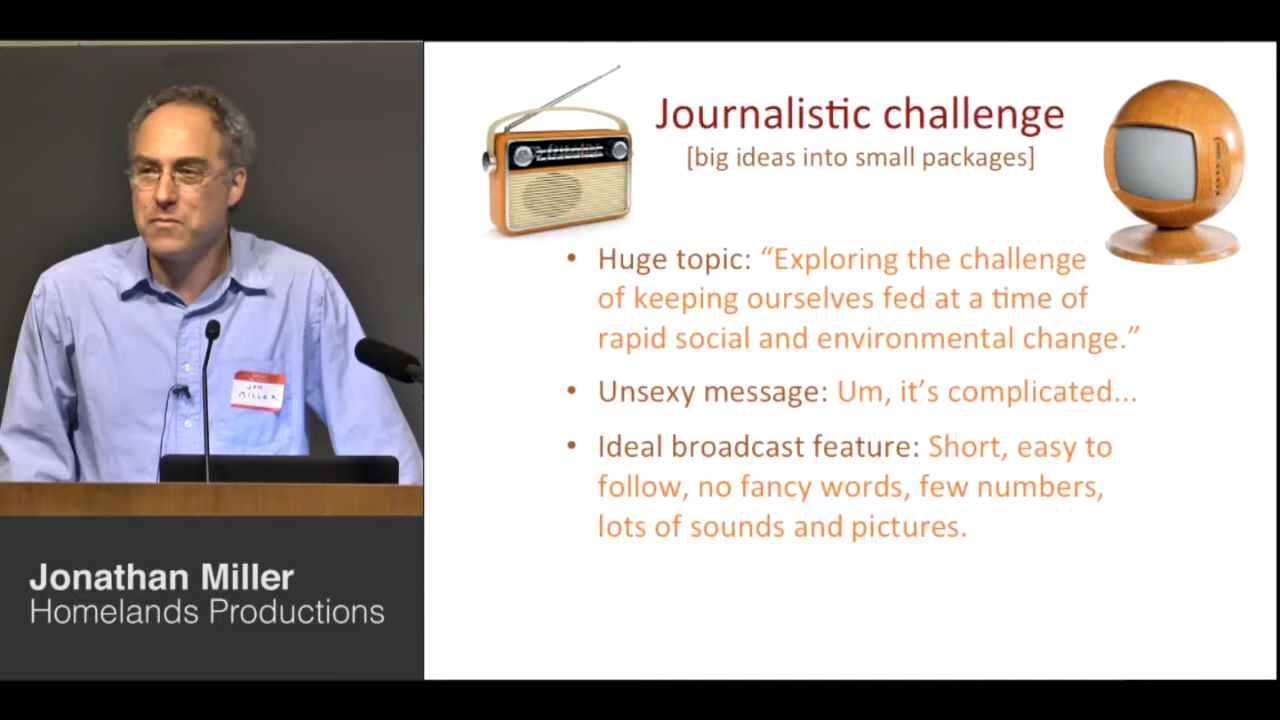 Journalistic challenge
[big ideas into small packages]
• Huge topic: “Exploring the challenge
of keeping ourselves fed at a time of
rapid social and environmental change.”
• Unsexy message: Um, it’s complicated...
• Ideal broadcast feature: Short, easy to
follow, no fancy words, few numbers,
lots of sounds and pictures.
JON
MILLER
Jonathan Miller
Homelands Productions